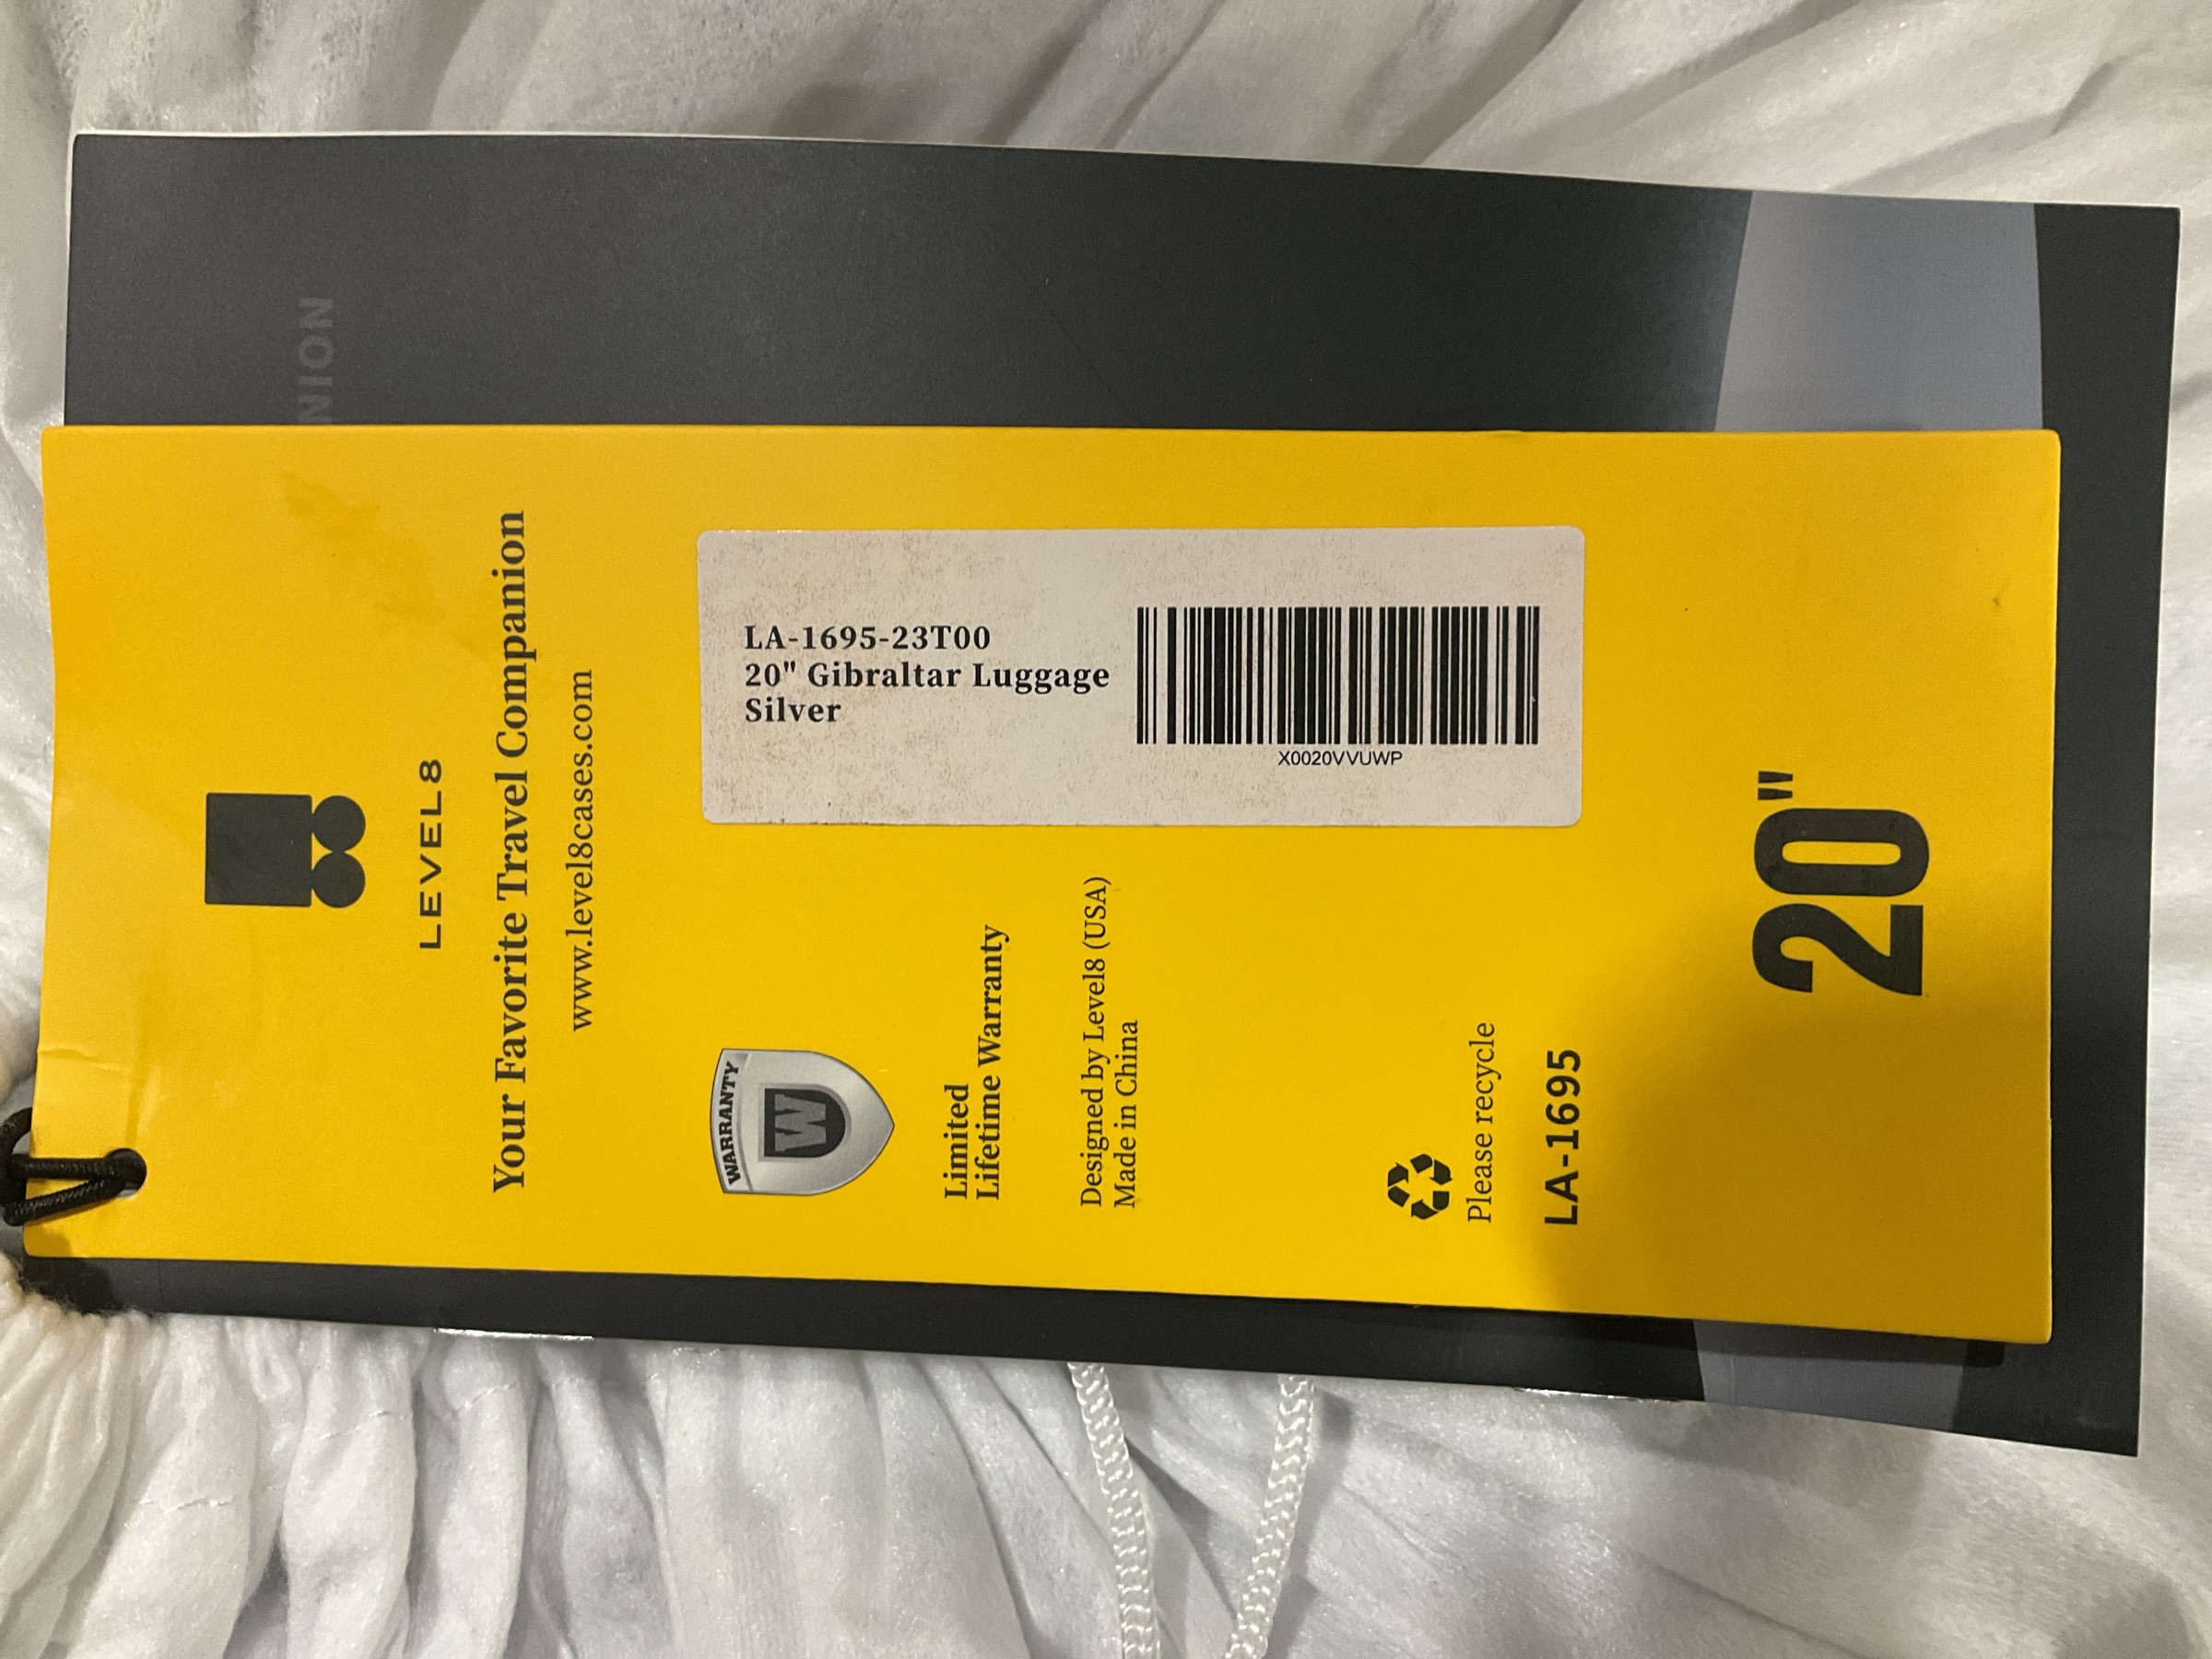 NION
LEVEL8
Your Favorite Travel Companion
www.level8cases.com
LA-1695-23T00
20" Gibraltar Luggage
Silver
X0020VVUWP
WARRANTY
W
Limited
Lifetime Warranty
Designed by Level8 (USA)
Made in China
Please recycle
LA-1695
20"